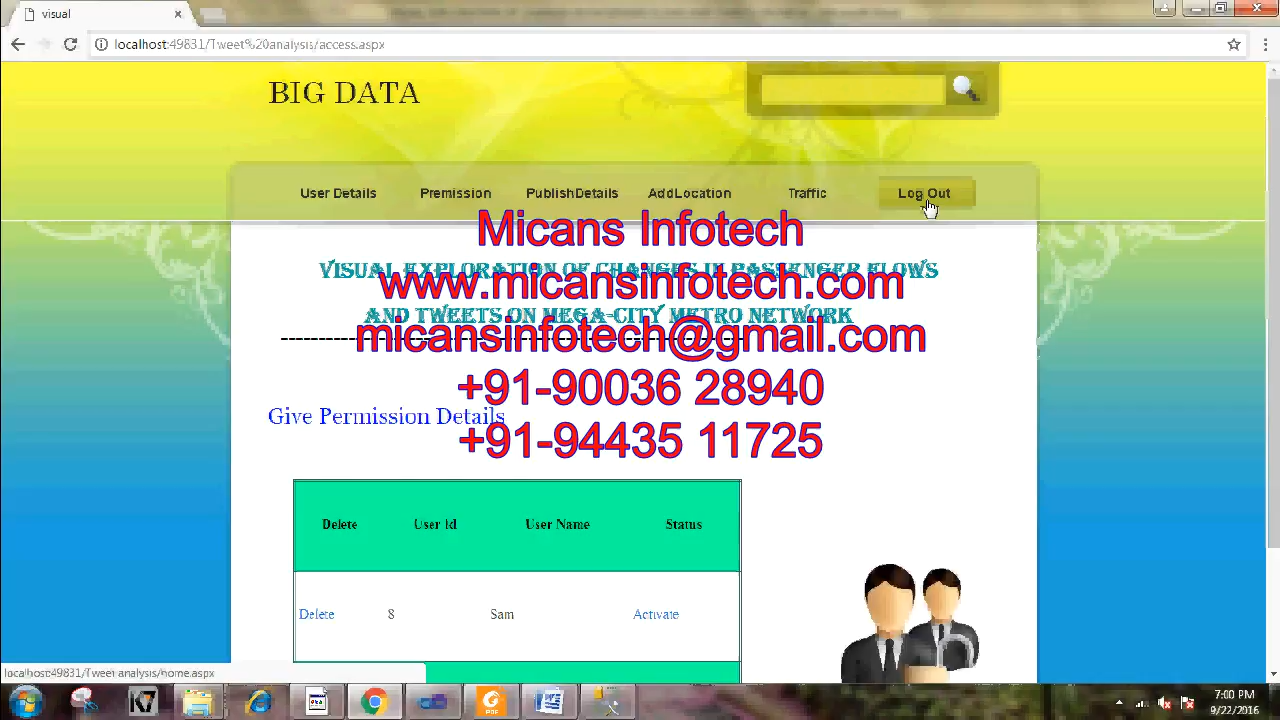 visual
localhost:49831/Tweet%20analysis/access.aspx
BIG DATA
User Details
Premission
PublishDetails
AddLocation
Traffic
Log Out
Micans Infotech
VISUAL EXPLORATION OF CHANGES IN PASSENGER FLOWS
www.micansinfotech.com
AND TWEETS ON MEGA-CITY METRO NETWORK
micansinfotech@gmail.com
+91-90036 28940
Give Permission Details
+91-94435 11725
Delete User Id User Name Status
Delete 8 Sam Activate
localhost:49831/Tweet analysis/home.aspx
PDF
7:00 PM
9/22/2016